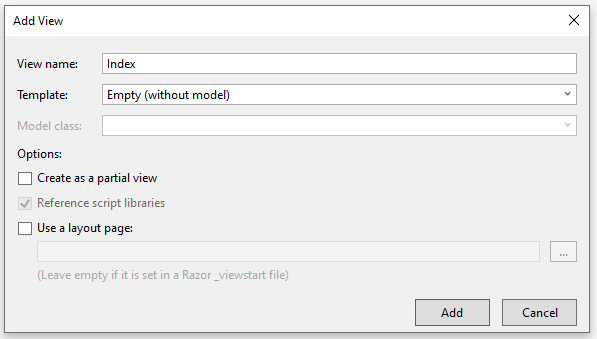 Add View
View name: Index
Template: Empty (without model)
Model class:
Options:
Create as a partial view
Reference script libraries
Use a layout page:
...
(Leave empty if it is set in a Razor _viewstart file)
Add Cancel